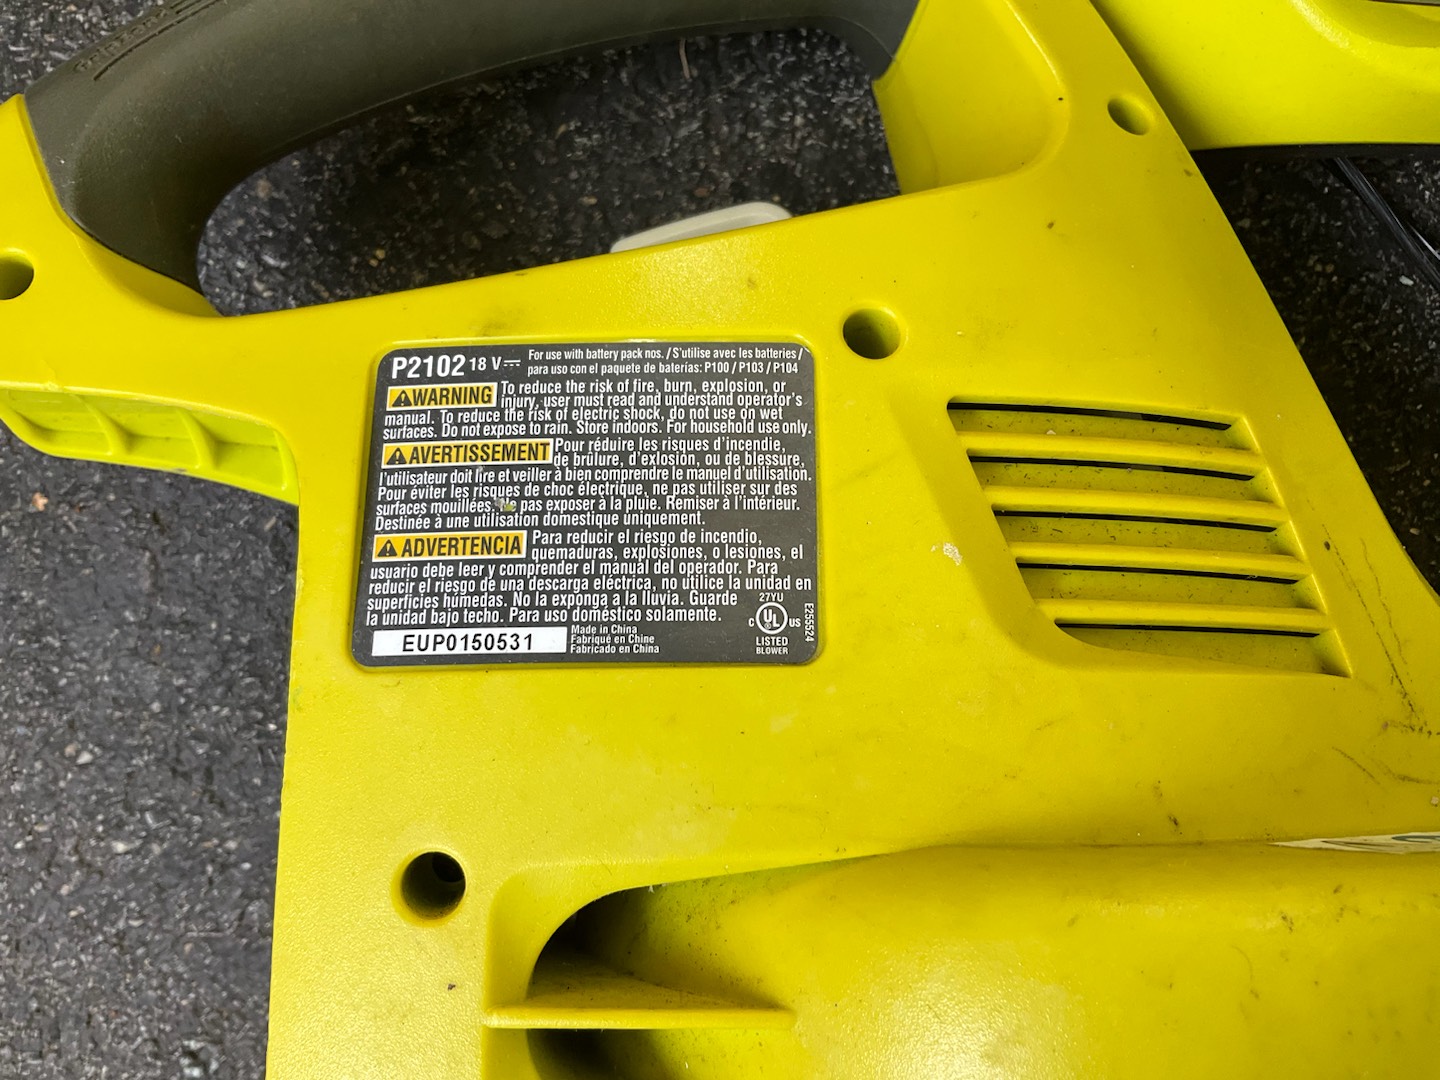 P2102 18 V
For use with battery pack nos. / S'utilise avec les batteries /
para uso con el paquete de baterías: P100 / P103 / P104
WARNING To reduce the risk of fire, burn, explosion, or
injury, user must read and understand operator's
manual. To reduce the risk of electric shock, do not use on wet
surfaces. Do not expose to rain. Store indoors. For household use only.
AVERTISSEMENT Pour réduire les risques d'incendie,
de brûlure, d'exlosión, ou de blessure,
l'utilisateur doit lire et veiller à bien comprendre le manuel d'utilisation.
Pour éviter les risques de choc électrique, ne pas utiliser sur des
surfaces mouillées. Ne pas exposer à la pluie. Remiser à l'intérieur.
Destinée à une utilisation domestique uniquement.
ADVERTENCIA Para reducir el riesgo de incendio,
quemaduras, explosiones, o lesiones, el
usuario debe leer y comprender el manual del operador. Para
reducir el riesgo de una descarga eléctrica, no utilice la unidad en
superficies húmedas. No la exponga a la lluvia. Guarde
la unidad bajo techo. Para uso doméstico solamente.
EUP0150531
Made in China
Fabriqué en Chine
Fabricado en China
27YU
c UL US
LISTED
BLOWER
E255524